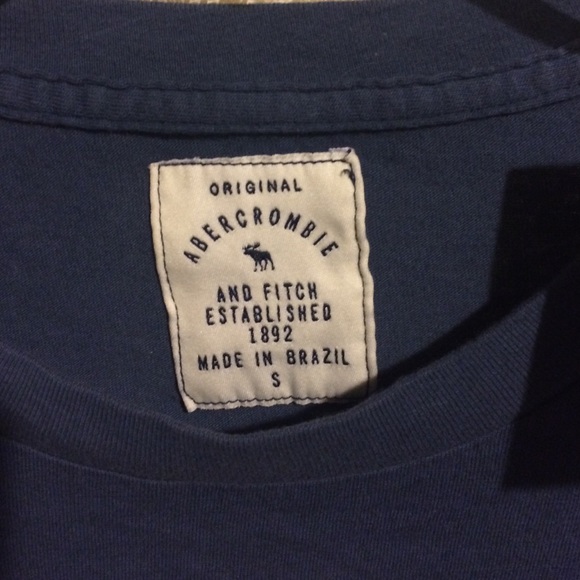 ORIGINAL
ABERCROMBIE
AND FITCH
ESTABLISHED
1892
MADE IN BRAZIL
S